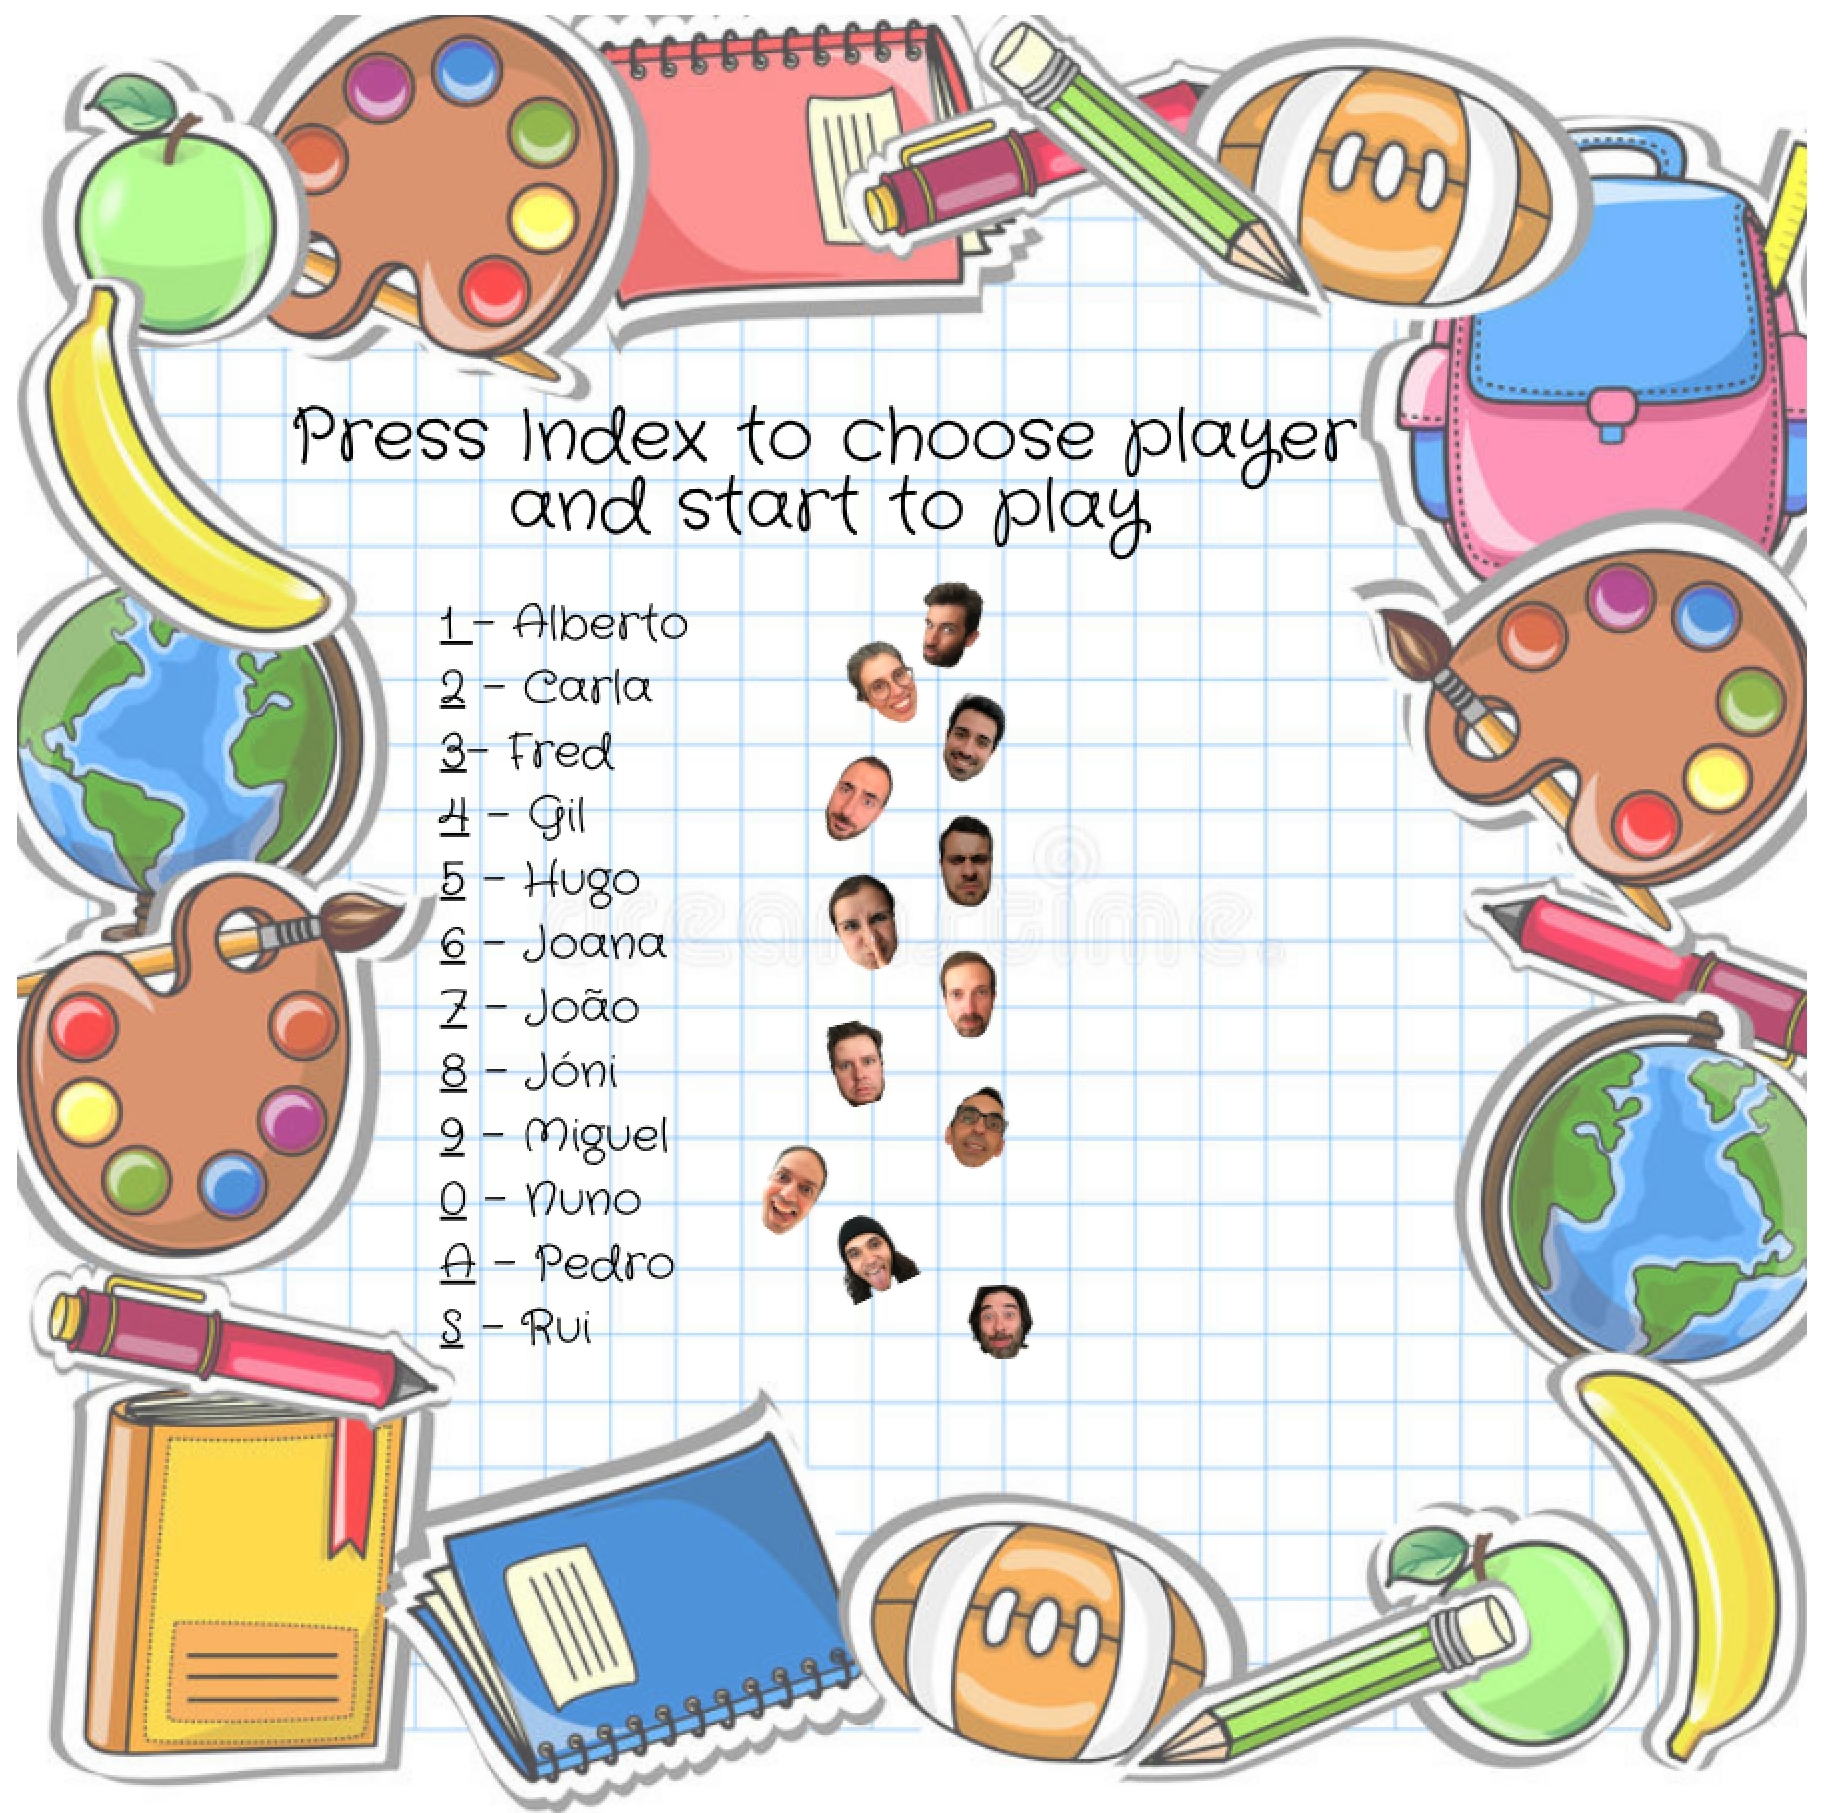 Press Index to choose player
and start to play
1- Alberto
2 - Carla
3- Fred
4 - Gil
5 - Hugo
6 - Joana
7 - João
8 - Jóni
9 - Miguel
0 - Nuno
A - Pedro
S - Rui
dreamstime.